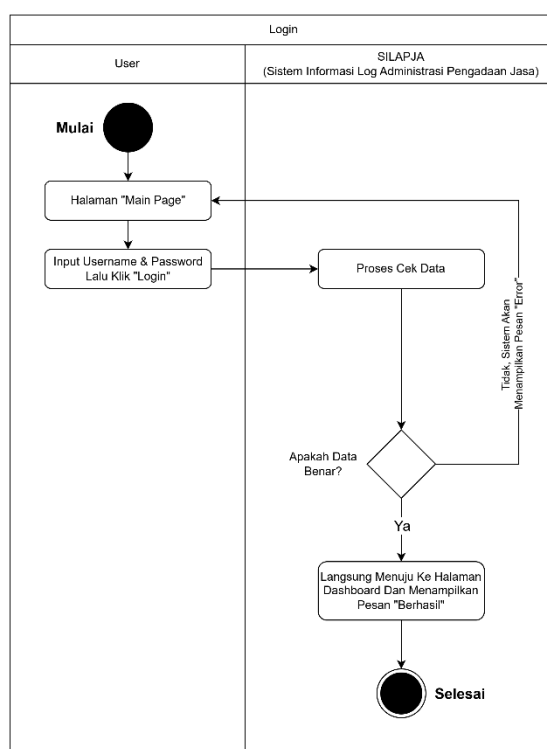 Login
User
SILAPJA
(Sistem Informasi Log Administrasi Pengadaan Jasa)
Mulai
Halaman "Main Page"
Input Username & Password
Lalu Klik "Login"
Proses Cek Data
Tidak, Sistem Akan
Menampilkan Pesan "Error"
Apakah Data
Benar?
Ya
Langsung Menuju Ke Halaman
Dashboard Dan Menampilkan
Pesan "Berhasil"
Selesai